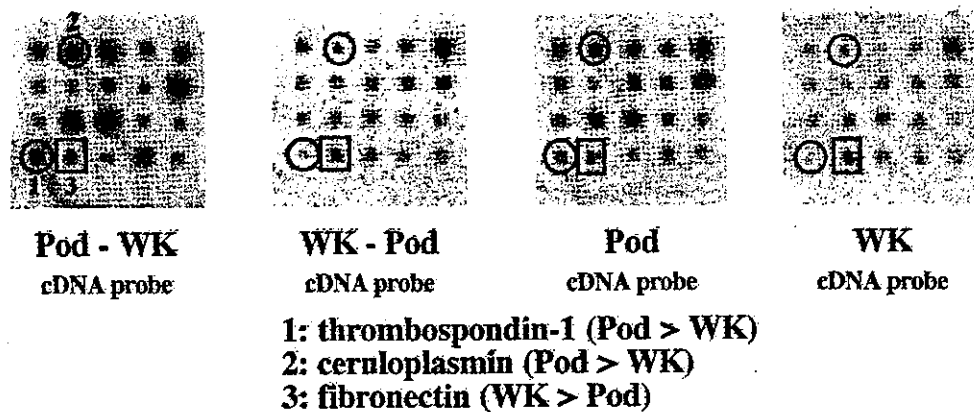 2
1 3
Pod - WK WK - Pod Pod WK
cDNA probe cDNA probe cDNA probe cDNA probe
1: thrombospondin-1 (Pod > WK)
2: ceruloplasmin (Pod > WK)
3: fibronectin (WK > Pod)